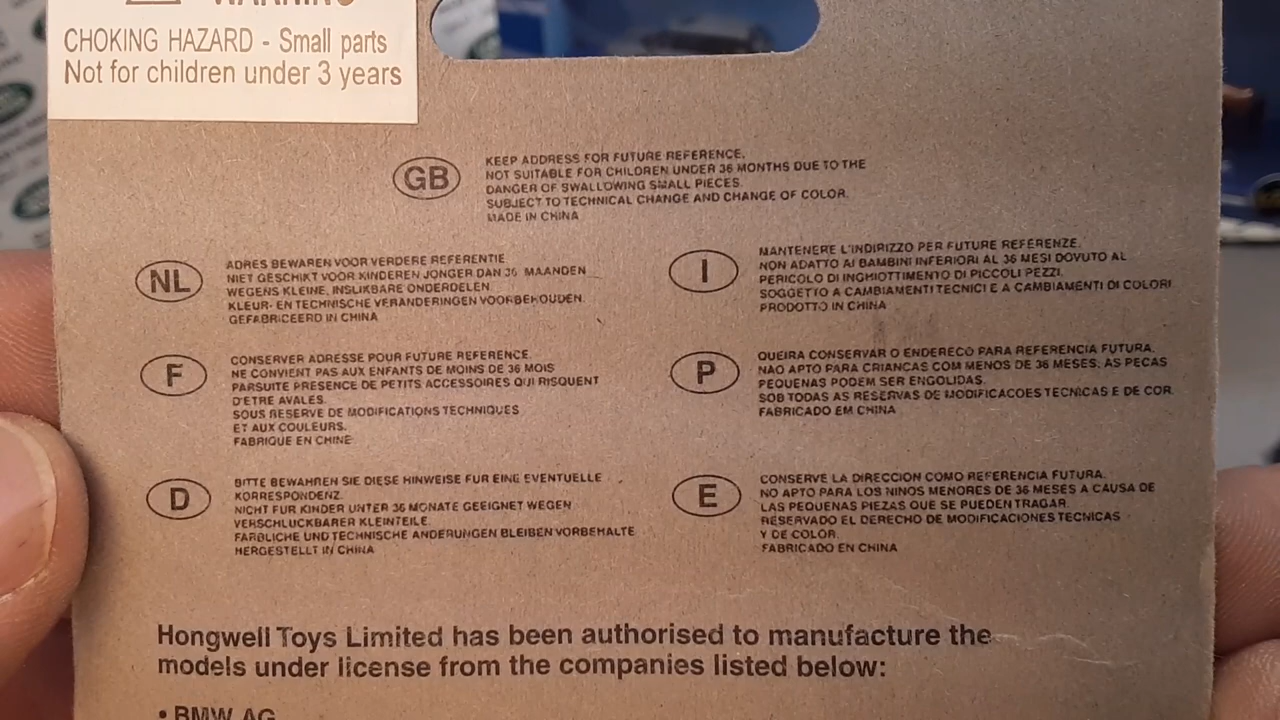 WARNING
CHOKING HAZARD - Small parts
Not for children under 3 years
GB
KEEP ADDRESS FOR FUTURE REFERENCE.
NOT SUITABLE FOR CHILDREN UNDER 36 MONTHS DUE TO THE
DANGER OF SWALLOWING SMALL PIECES.
SUBJECT TO TECHNICAL CHANGE AND CHANGE OF COLOR.
MADE IN CHINA
NL
ADRES BEWAREN VOOR VERDERE REFERENTIE
NIET GESCHIKT VOOR KINDEREN JONGER DAN 36 MAANDEN
WEGENS KLEINE, INSLIKBARE ONDERDELEN.
KLEUR- EN TECHNISCHE VERANDERINGEN VOORBEHOUDEN.
GEFABRICEERD IN CHINA
I
MANTENERE L'INDIRIZZO PER FUTURE REFERENZE.
NON ADATTO AI BAMBINI INFERIORI AL 36 MESI DOVUTO AL
PERICOLO DI INGHIOTTIMENTO DI PICCOLI PEZZI.
SOGGETTO A CAMBIAMENTI TECNICI E A CAMBIAMENTI DI COLORI
PRODOTTO IN CHINA
F
CONSERVER ADRESSE POUR FUTURE REFERENCE.
NE CONVIENT PAS AUX ENFANTS DE MOINS DE 36 MOIS
PARSUITE PRESENCE DE PETITS ACCESSOIRES QUI RISQUENT
D'ETRE AVALES.
SOUS RESERVE DE MODIFICATIONS TECHNIQUES
ET AUX COULEURS.
FABRIQUE EN CHINE
P
QUEIRA CONSERVAR O ENDERECO PARA REFERENCIA FUTURA.
NAO APTO PARA CRIANCAS COM MENOS DE 36 MESES. AS PECAS
PEQUENAS PODEM SER ENGOLIDAS.
SOB TODAS AS RESERVAS DE MODIFICACOES TECNICAS E DE COR.
FABRICADO EM CHINA
D
BITTE BEWAHREN SIE DIESE HINWEISE FUR EINE EVENTUELLE
KORRESPONDENZ.
NICHT FUR KINDER UNTER 36 MONATE GEEIGNET WEGEN
VERSCHLUCKBARER KLEINTEILE.
FARBLICHE UND TECHNISCHE ANDERUNGEN BLEIBEN VORBEHALTE
HERGESTELLT IN CHINA
E
CONSERVE LA DIRECCION COMO REFERENCIA FUTURA.
NO APTO PARA LOS NINOS MENORES DE 36 MESES A CAUSA DE
LAS PEQUENAS PIEZAS QUE SE PUEDEN TRAGAR.
RESERVADO EL DERECHO DE MODIFICACIONES TECNICAS
Y DE COLOR.
FABRICADO EN CHINA
Hongwell Toys Limited has been authorised to manufacture the
models under license from the companies listed below:
• BMW AG